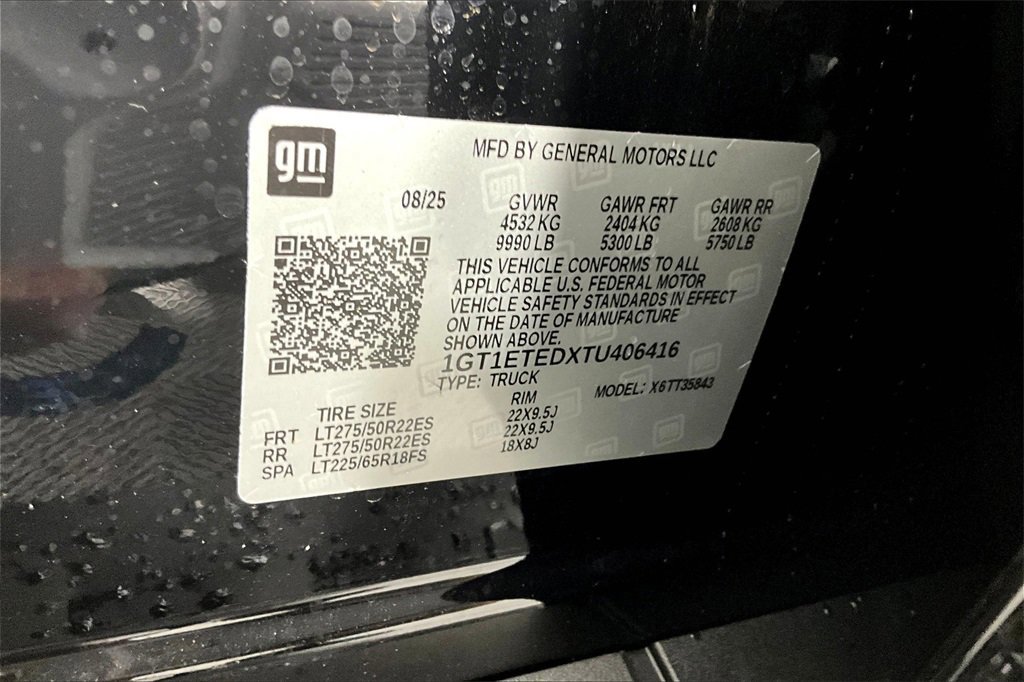 gm
MFD BY GENERAL MOTORS LLC
08/25 GVWR GAWR FRT GAWR RR
4532 KG 2404 KG 2608 KG
9990 LB 5300 LB 5750 LB
THIS VEHICLE CONFORMS TO ALL
APPLICABLE U.S. FEDERAL MOTOR
VEHICLE SAFETY STANDARDS IN EFFECT
ON THE DATE OF MANUFACTURE
SHOWN ABOVE.
1GT1ETEDXTU406416
TYPE: TRUCK MODEL: X6TT35843
TIRE SIZE RIM
FRT LT275/50R22ES 22X9.5J
RR LT275/50R22ES 22X9.5J
SPA LT225/65R18FS 18X8J